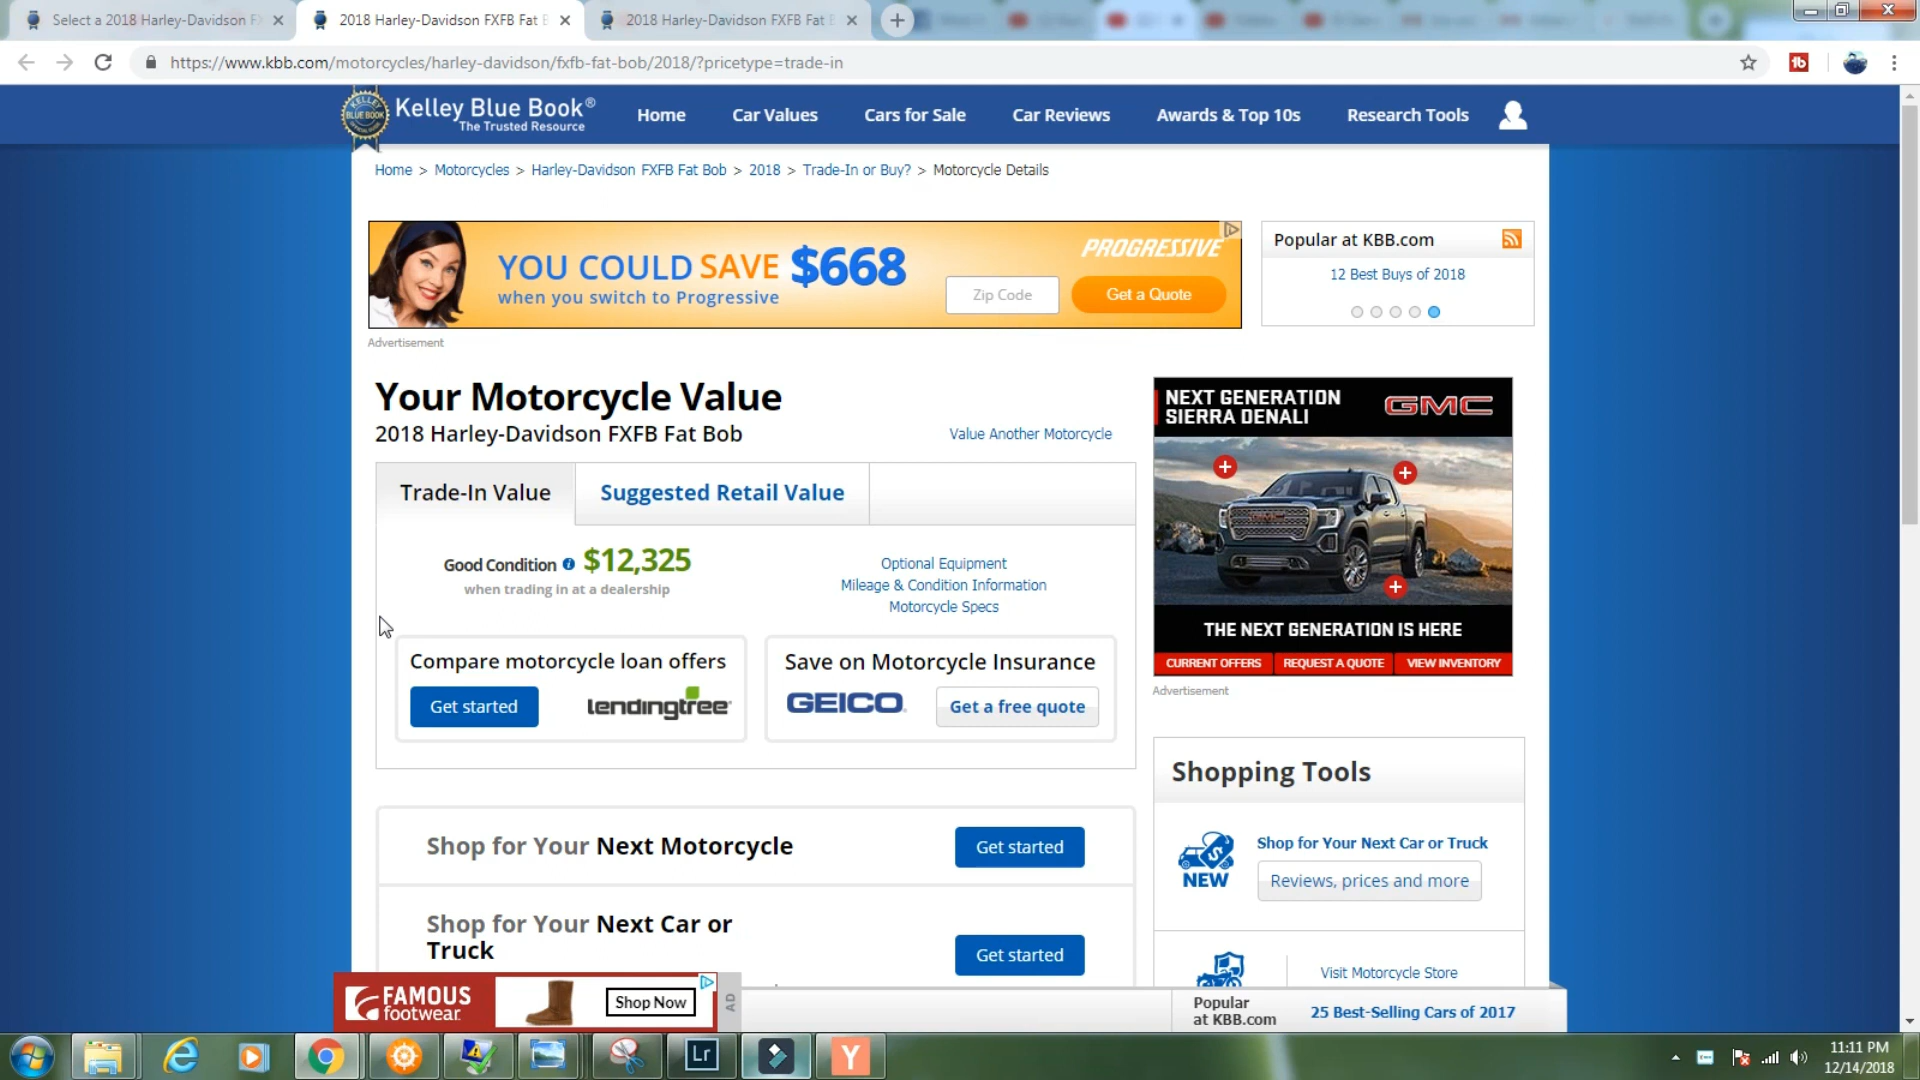 Select a 2018 Harley-Davidson F
2018 Harley-Davidson FXFB Fat B
2018 Harley-Davidson FXFB Fat B
https://www.kbb.com/motorcycles/harley-davidson/fxfb-fat-bob/2018/?pricetype=trade-in
KELLEY
BLUE BOOK
Kelley Blue Book®
The Trusted Resource
Home
Car Values
Cars for Sale
Car Reviews
Awards & Top 10s
Research Tools
Home > Motorcycles > Harley-Davidson FXFB Fat Bob > 2018 > Trade-In or Buy? > Motorcycle Details
YOU COULD SAVE $668
when you switch to Progressive
PROGRESSIVE
Zip Code
Get a Quote
Advertisement
Popular at KBB.com
12 Best Buys of 2018
Your Motorcycle Value
2018 Harley-Davidson FXFB Fat Bob
Value Another Motorcycle
Trade-In Value
Suggested Retail Value
Good Condition $12,325
when trading in at a dealership
Optional Equipment
Mileage & Condition Information
Motorcycle Specs
Compare motorcycle loan offers
Get started
lendingtree
Save on Motorcycle Insurance
GEICO
Get a free quote
NEXT GENERATION
SIERRA DENALI
GMC
THE NEXT GENERATION IS HERE
CURRENT OFFERS
REQUEST A QUOTE
VIEW INVENTORY
Advertisement
Shop for Your Next Motorcycle
Get started
Shop for Your Next Car or
Truck
Get started
Shopping Tools
NEW
Shop for Your Next Car or Truck
Reviews, prices and more
Visit Motorcycle Store
FAMOUS
footwear
Shop Now
AD
Popular
at KBB.com
25 Best-Selling Cars of 2017
Lr
Y
11:11 PM
12/14/2018